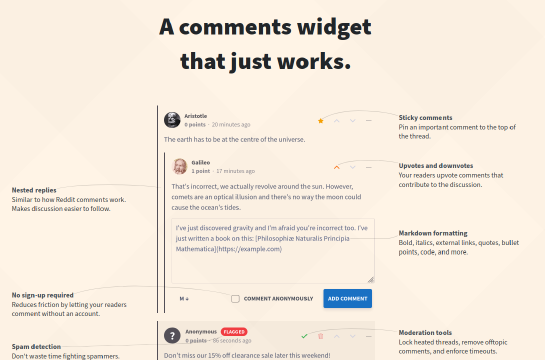 A comments widget
that just works.
Aristotle
0 points · 20 minutes ago
The earth has to be at the centre of the universe.
Sticky comments
Pin an important comment to the top of
the thread.
Galileo
1 point · 17 minutes ago
That's incorrect, we actually revolve around the sun. However,
comets are an optical illusion and there's no way the moon could
cause the ocean's tides.
Upvotes and downvotes
Your readers upvote comments that
contribute to the discussion.
Nested replies
Similar to how Reddit comments work.
Makes discussion easier to follow.
I've just discovered gravity and I'm afraid you're incorrect too. I've
just written a book on this: [Philosophiæ Naturalis Principia
Mathematica](https://example.com)
Markdown formatting
Bold, italics, external links, quotes, bullet
points, code, and more.
No sign-up required
Reduces friction by letting your readers
comment without an account.
M↓
COMMENT ANONYMOUSLY
ADD COMMENT
?
Anonymous FLAGGED
0 points · 86 seconds ago
Don't miss our 15% off clearance sale later this weekend!
Moderation tools
Lock heated threads, remove offtopic
comments, and enforce timeouts.
Spam detection
Don't waste time fighting spammers.